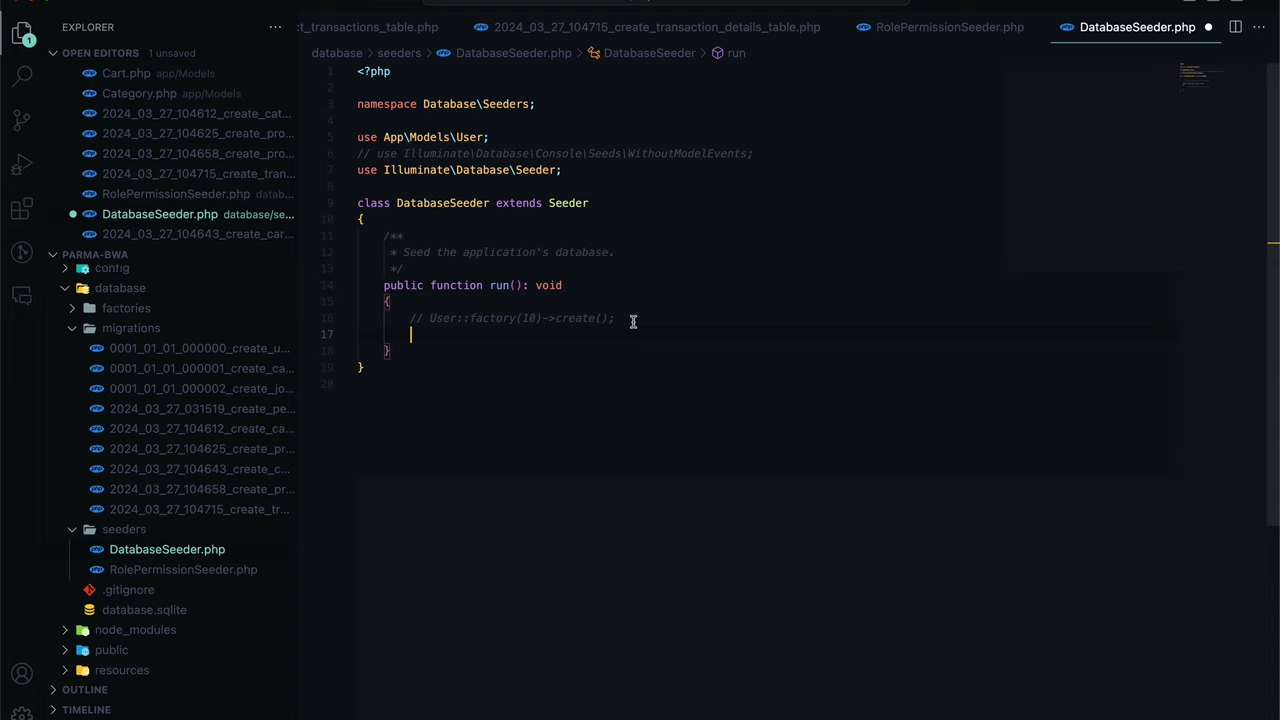 EXPLORER
OPEN EDITORS 1 unsaved
Cart.php app/Models
Category.php app/Models
2024_03_27_104612_create_cat...
2024_03_27_104625_create_pro...
2024_03_27_104658_create_pro...
2024_03_27_104715_create_tran...
RolePermissionSeeder.php datab...
DatabaseSeeder.php database/se...
2024_03_27_104643_create_car...
PARMA-BWA
config
database
factories
migrations
0001_01_01_000000_create_u...
0001_01_01_000001_create_ca...
0001_01_01_000002_create_jo...
2024_03_27_031519_create_pe...
2024_03_27_104612_create_ca...
2024_03_27_104625_create_pr...
2024_03_27_104643_create_c...
2024_03_27_104658_create_pr...
2024_03_27_104715_create_tr...
seeders
DatabaseSeeder.php
RolePermissionSeeder.php
.gitignore
database.sqlite
node_modules
public
resources
OUTLINE
TIMELINE
1
ct_transactions_table.php 2024_03_27_104715_create_transaction_details_table.php RolePermissionSeeder.php DatabaseSeeder.php
database > seeders > DatabaseSeeder.php > DatabaseSeeder > run
1 <?php
2
3 namespace Database\Seeders;
4
5 use App\Models\User;
6 // use Illuminate\Database\Console\Seeds\WithoutModelEvents;
7 use Illuminate\Database\Seeder;
8
9 class DatabaseSeeder extends Seeder
10 {
11 /**
12 * Seed the application's database.
13 */
14 public function run(): void
15 {
16 // User::factory(10)->create();
17
18 }
19 }
20